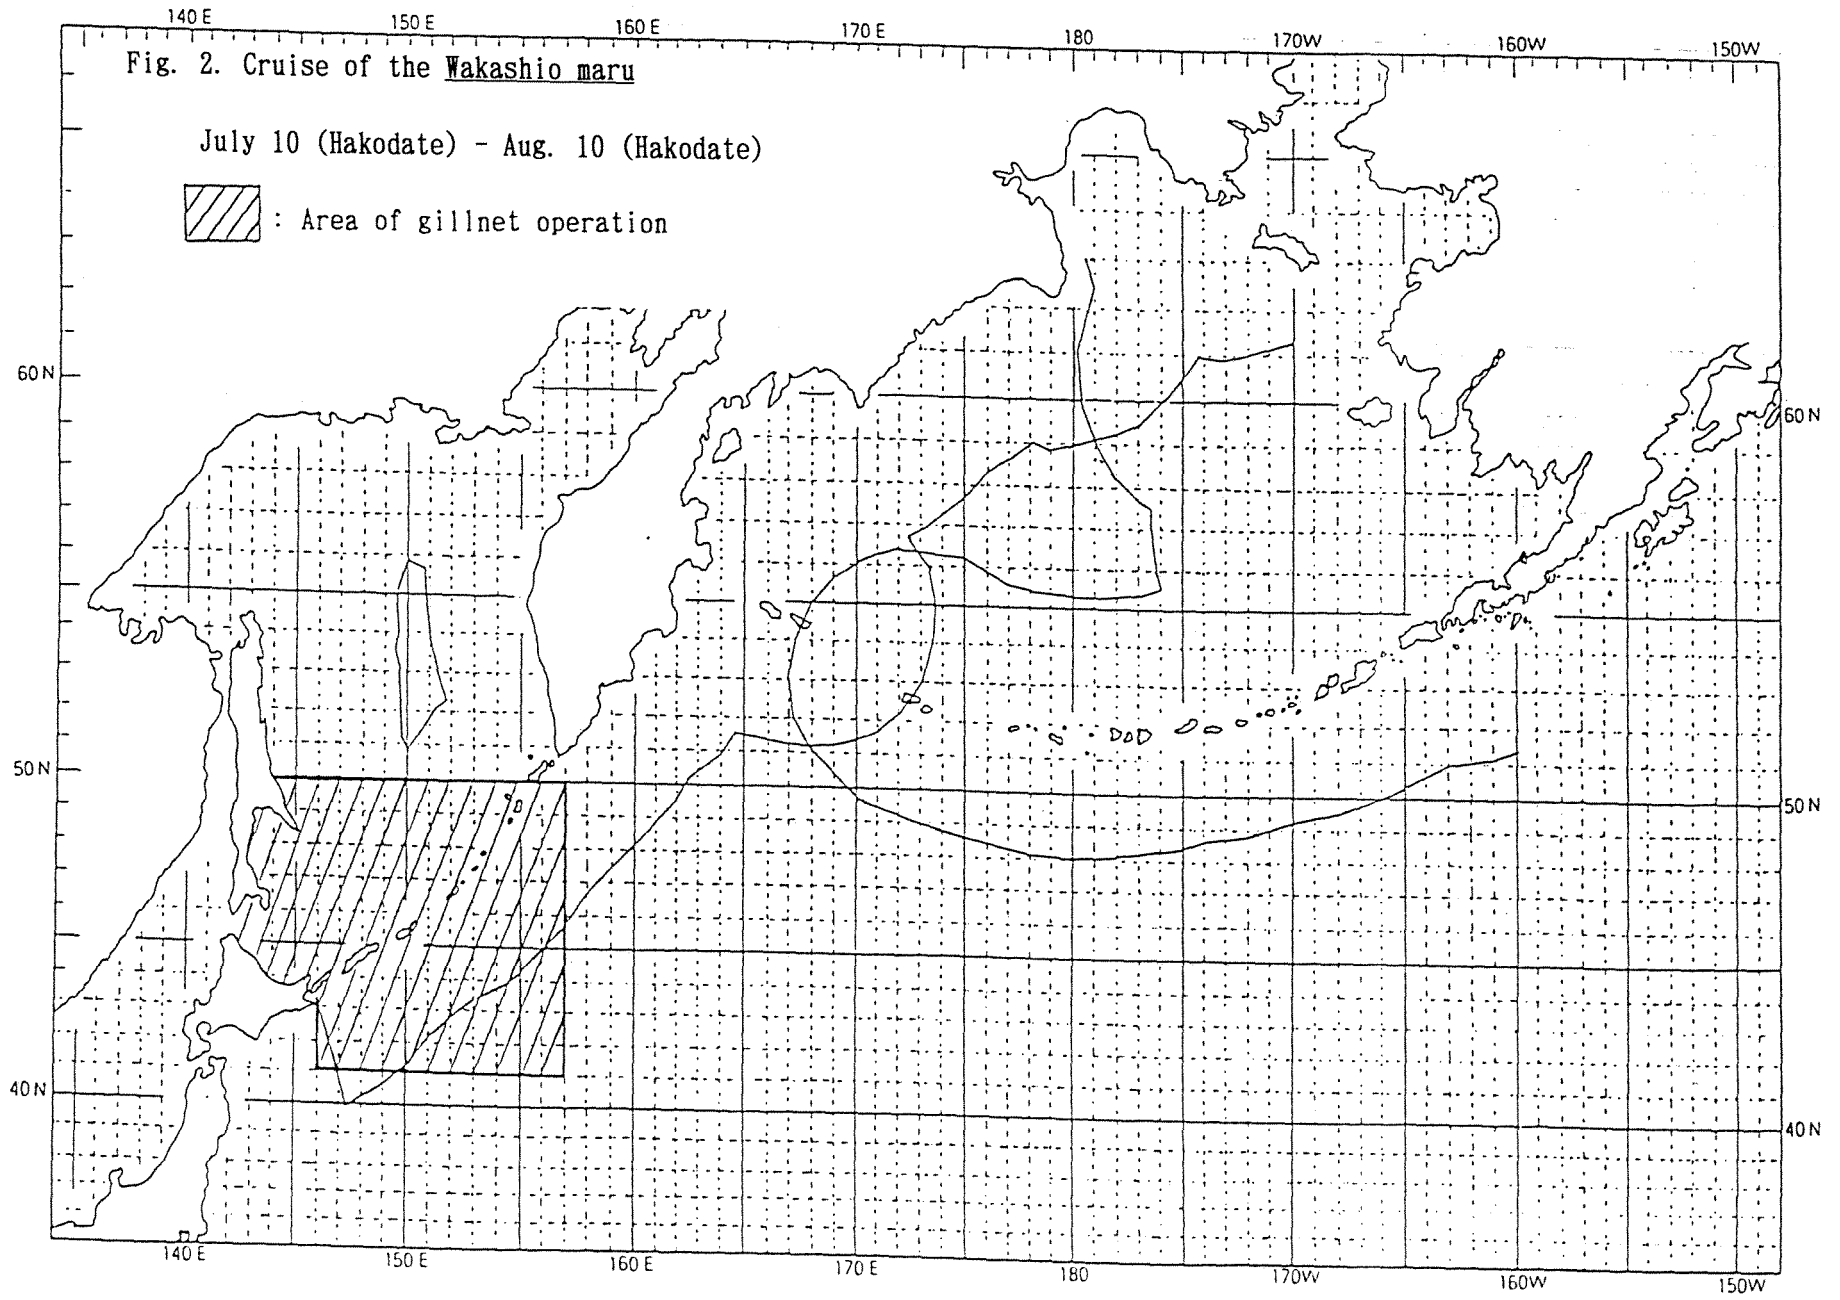 140 E 150 E 160 E 170 E 180 170W 160W 150W
Fig. 2. Cruise of the Wakashio maru
July 10 (Hakodate) - Aug. 10 (Hakodate)
: Area of gillnet operation
60 N 60 N
50 N 50 N
40 N 40 N
140 E 150 E 160 E 170 E 180 170W 160W 150W